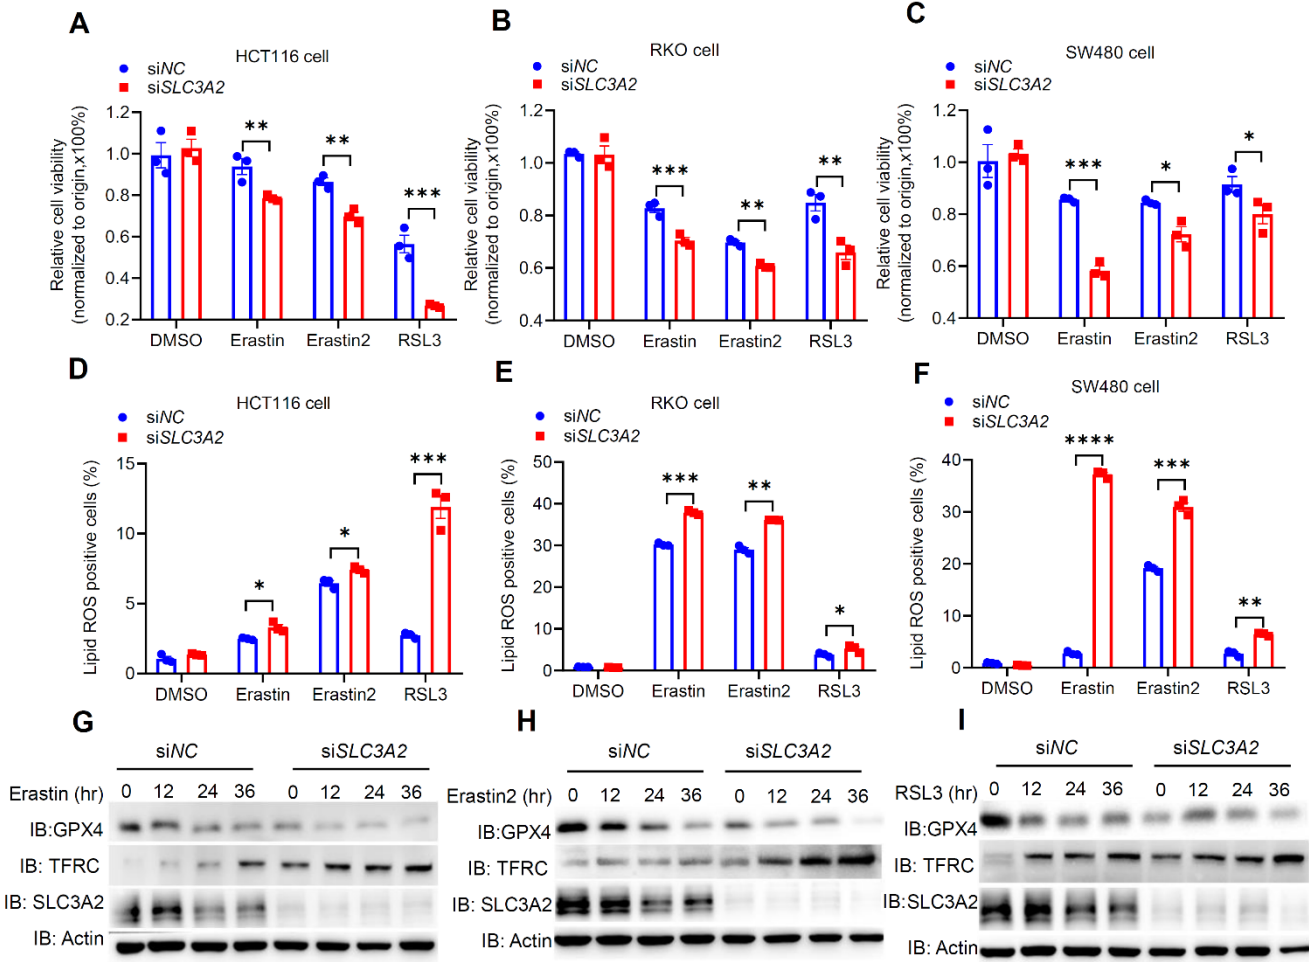 A
HCT116 cell
siNC
siSLC3A2
Relative cell viability
(normalized to origin,x100%)
1.2
1.0
0.8
0.6
0.4
0.2
** ** ***
DMSO Erastin Erastin2 RSL3
B
RKO cell
siNC
siSLC3A2
Relative cell viability
(normalized to origin,x100%)
1.2
1.0
0.8
0.6
0.4
*** ** **
DMSO Erastin Erastin2 RSL3
C
SW480 cell
siNC
siSLC3A2
Relative cell viability
(normalized to origin,x100%)
1.2
1.0
0.8
0.6
0.4
*** * *
DMSO Erastin Erastin2 RSL3
D
HCT116 cell
siNC
siSLC3A2
Lipid ROS positive cells (%)
15
10
5
0
* * ***
DMSO Erastin Erastin2 RSL3
E
RKO cell
siNC
siSLC3A2
Lipid ROS positive cells (%)
50
40
30
20
10
0
*** ** *
DMSO Erastin Erastin2 RSL3
F
SW480 cell
siNC
siSLC3A2
Lipid ROS positive cells (%)
40
30
20
10
0
**** *** **
DMSO Erastin Erastin2 RSL3
G
siNC siSLC3A2
Erastin (hr) 0 12 24 36 0 12 24 36
IB:GPX4
IB: TFRC
IB: SLC3A2
IB: Actin
H
siNC siSLC3A2
Erastin2 (hr) 0 12 24 36 0 12 24 36
IB:GPX4
IB: TFRC
IB: SLC3A2
IB: Actin
I
siNC siSLC3A2
RSL3 (hr) 0 12 24 36 0 12 24 36
IB:GPX4
IB: TFRC
IB:SLC3A2
IB: Actin